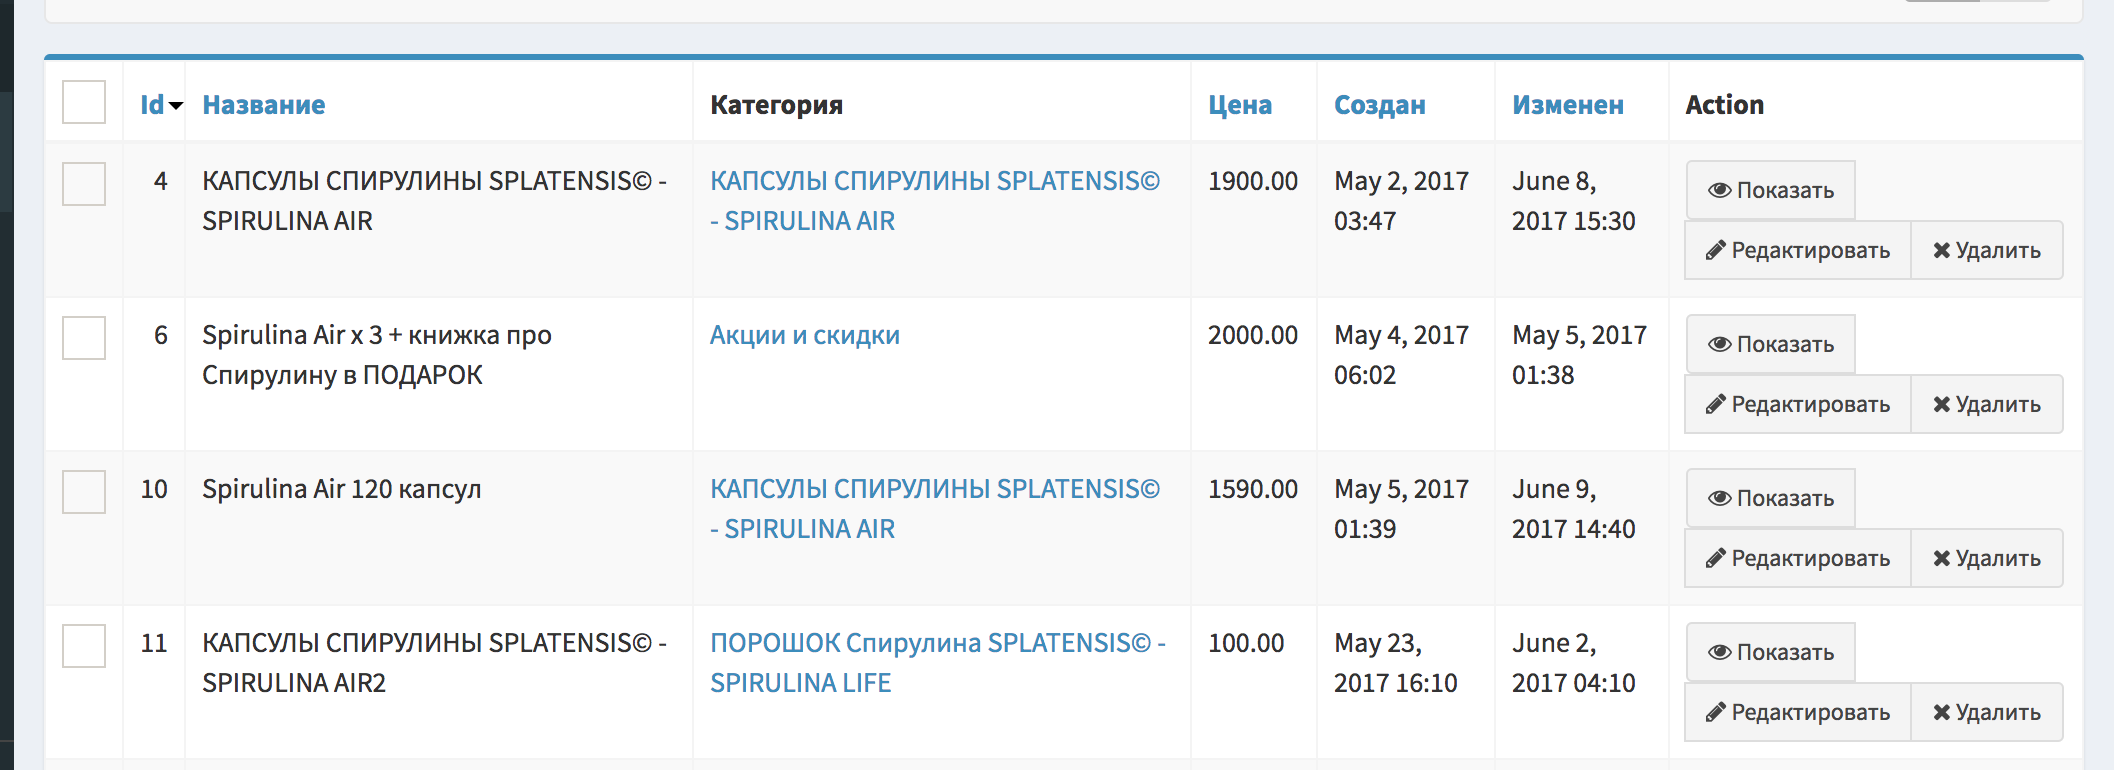 Id Название Категория Цена Создан Изменен Action
4 КАПСУЛЫ СПИРУЛИНЫ SPLATENSIS© - КАПСУЛЫ СПИРУЛИНЫ SPLATENSIS© 1900.00 May 2, 2017 June 8, Показать
SPIRULINA AIR - SPIRULINA AIR 03:47 2017 15:30
Редактировать Удалить
6 Spirulina Air x 3 + книжка про Акции и скидки 2000.00 May 4, 2017 May 5, 2017 Показать
Спирулину в ПОДАРОК 06:02 01:38
Редактировать Удалить
10 Spirulina Air 120 капсул КАПСУЛЫ СПИРУЛИНЫ SPLATENSIS© 1590.00 May 5, 2017 June 9, Показать
- SPIRULINA AIR 01:39 2017 14:40
Редактировать Удалить
11 КАПСУЛЫ СПИРУЛИНЫ SPLATENSIS© - ПОРОШОК Спирулина SPLATENSIS© - 100.00 May 23, June 2, Показать
SPIRULINA AIR2 SPIRULINA LIFE 2017 16:10 2017 04:10
Редактировать Удалить